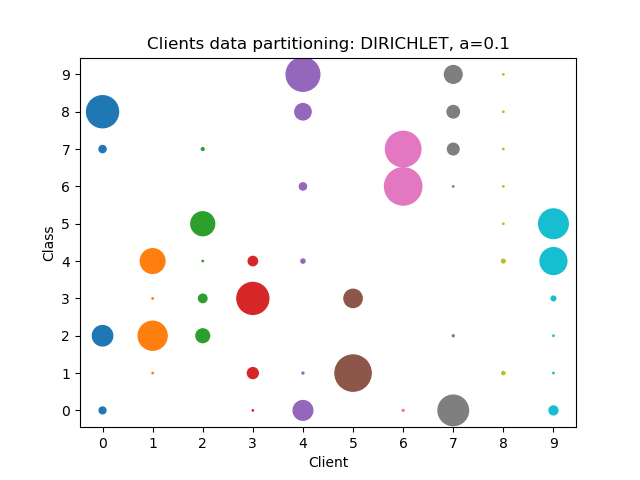 Clients data partitioning: DIRICHLET, a=0.1
Class
9
8
7
6
5
4
3
2
1
0
0 1 2 3 4 5 6 7 8 9
Client